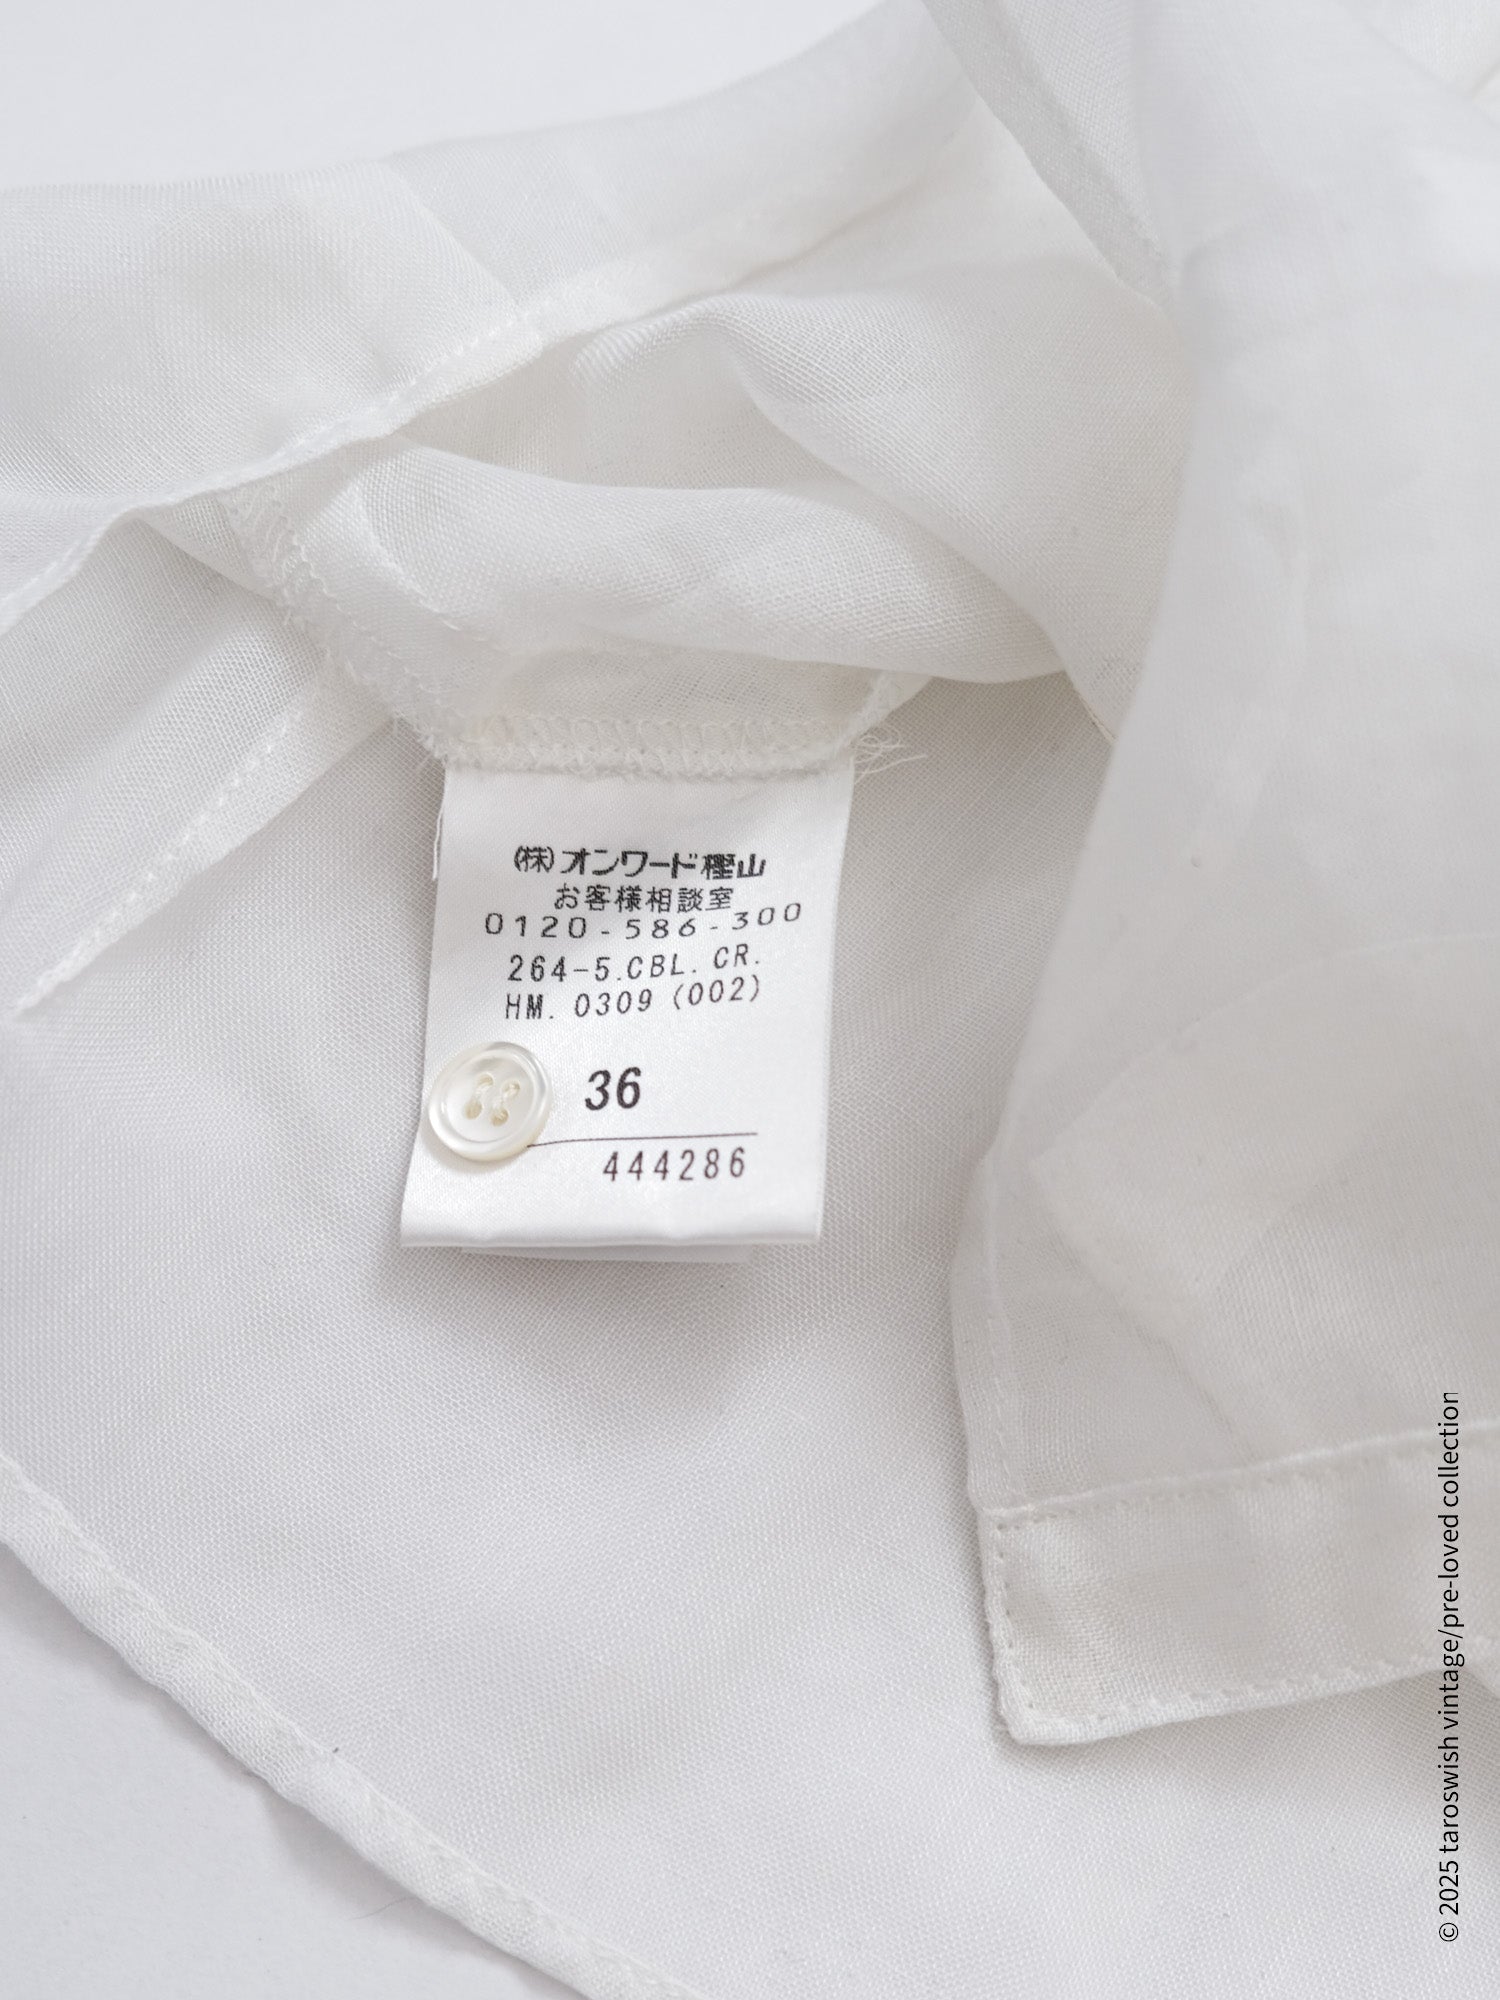 (株)オンワード樫山
お客様相談室
0120-586-300
264-5.CBL.CR.
HM. 0309 (002)
36
444286
© 2025 taroswish vintage/pre-loved collection